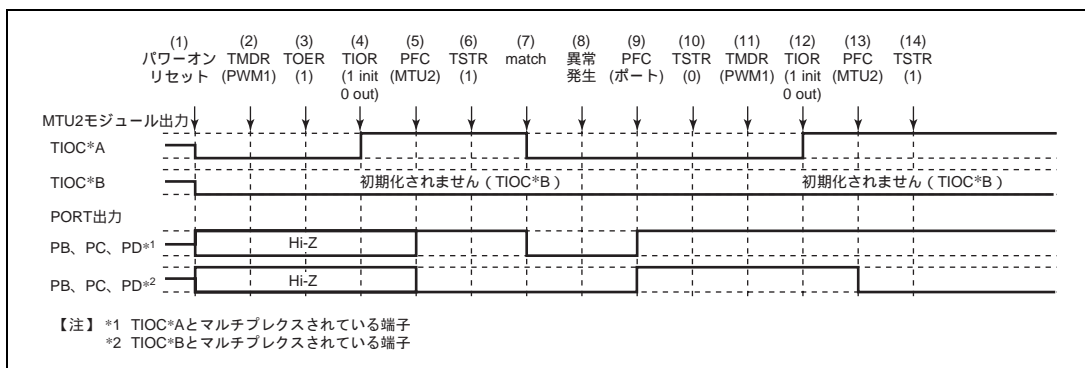 (1) (2) (3) (4) (5) (6) (7) (8) (9) (10) (11) (12) (13) (14)
パワーオン TMDR TOER TIOR PFC TSTR match 異常 PFC TSTR TMDR TIOR PFC TSTR
リセット (PWM1) (1) (1 init (MTU2) (1) 発生 (ポート) (0) (PWM1) (1 init (MTU2) (1)
0 out) 0 out)
MTU2モジュール出力
TIOC*A
TIOC*B 初期化されません(TIOC*B) 初期化されません(TIOC*B)
PORT出力
PB、PC、PD*1 Hi-Z
PB、PC、PD*2 Hi-Z
【注】 *1 TIOC*Aとマルチプレクスされている端子
*2 TIOC*Bとマルチプレクスされている端子